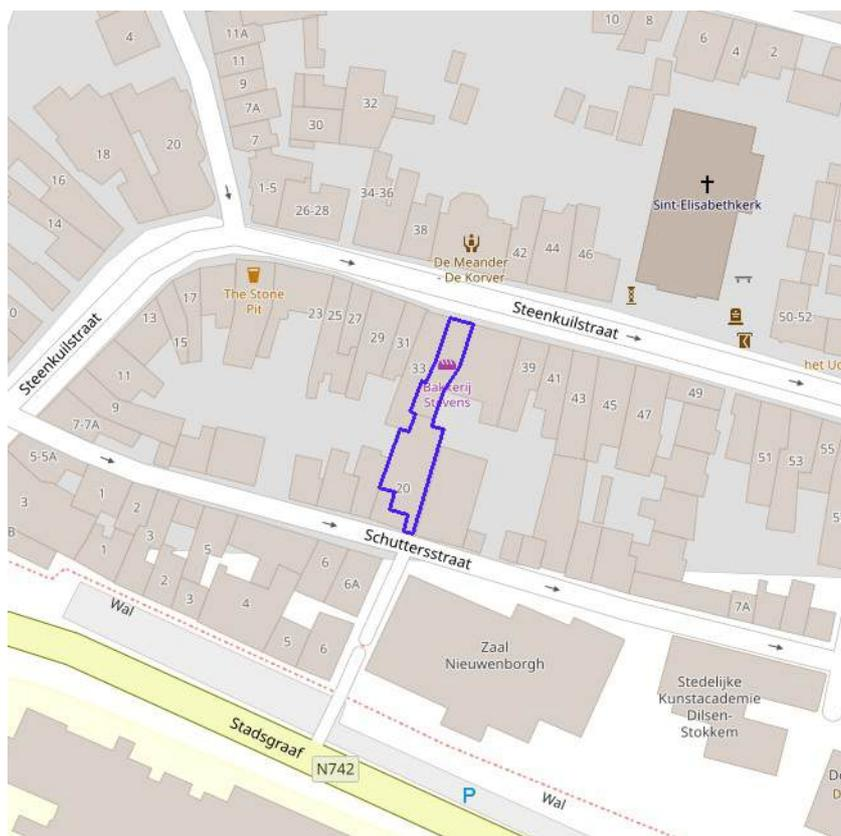 4
11A
11
9
7A
7
32
30
10
8
6
4
2
18
20
16
14
1-5
26-28
34-36
38
Sint-Elisabethkerk
De Meander
- De Korver
42
44
46
50-52
Steenkuilstraat
The Stone
Pit
17
13
15
23
25
27
29
31
33
Bakkerij
Stevens
39
41
43
45
47
49
51
53
55
het Uc
Steenkuilstraat
11
9
7-7A
5-5A
20
3
1
2
3
5
1
2
3
4
5
6
6
6A
Schuttersstraat
7A
Wal
Zaal
Nieuwenborgh
Stedelijke
Kunstacademie
Dilsen-
Stokkem
Stadsgraaf
N742
P
Wal